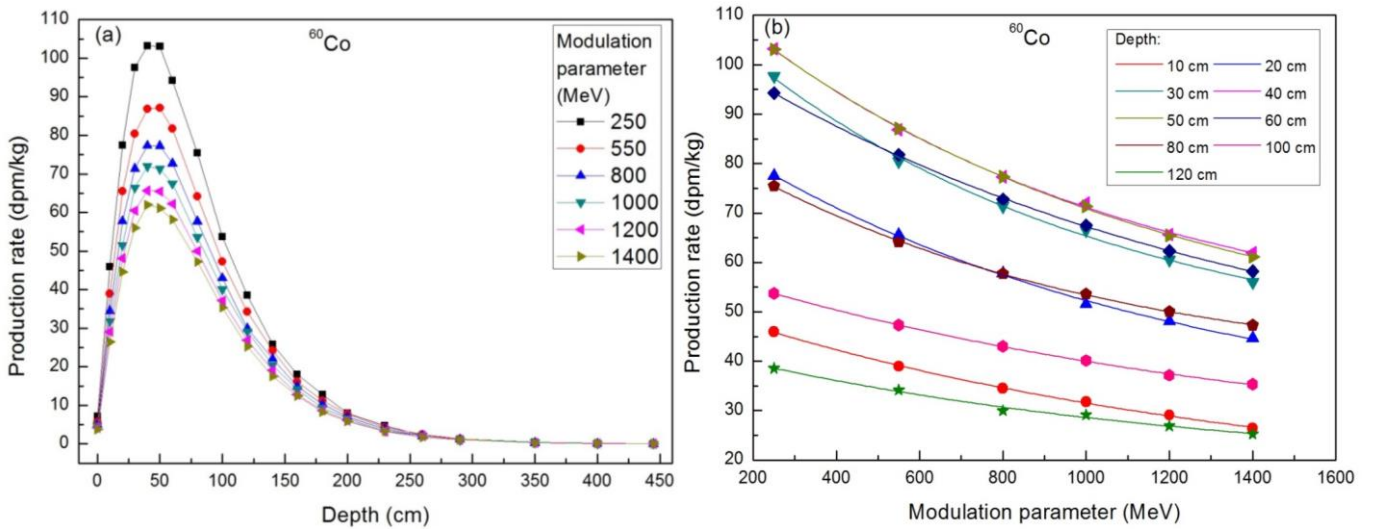 (a)
⁶⁰Co
Modulation
parameter
(MeV)
250
550
800
1000
1200
1400
110
100
90
80
70
60
50
40
30
20
10
0
Production rate (dpm/kg)
0
50
100
150
200
250
300
350
400
450
Depth (cm)
(b)
⁶⁰Co
Depth:
10 cm 20 cm
30 cm 40 cm
50 cm 60 cm
80 cm 100 cm
120 cm
110
100
90
80
70
60
50
40
30
20
Production rate (dpm/kg)
200
400
600
800
1000
1200
1400
1600
Modulation parameter (MeV)